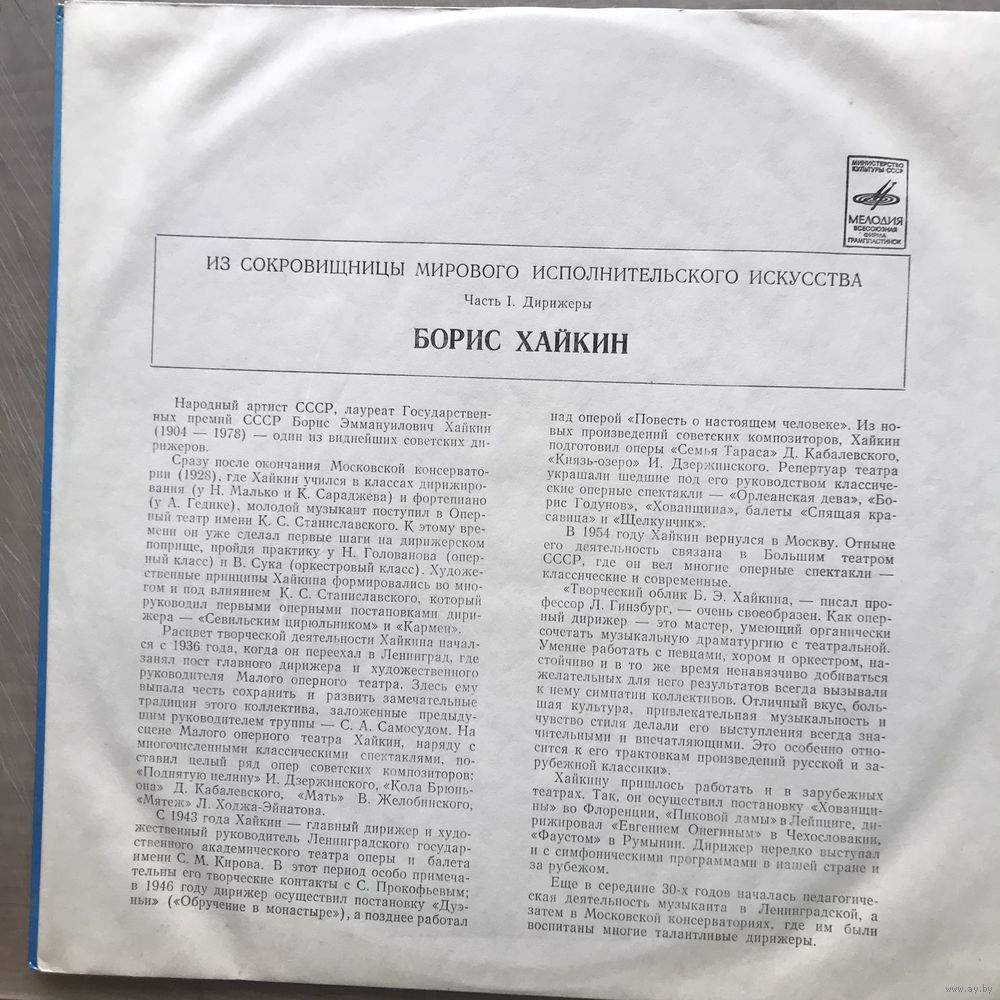 МИНИСТЕРСТВО
КУЛЬТУРЫ СССР
МЕЛОДИЯ
ВСЕСОЮЗНАЯ
ФИРМА
ГРАМПЛАСТИНОК
ИЗ СОКРОВИЩНИЦЫ МИРОВОГО ИСПОЛНИТЕЛЬСКОГО ИСКУССТВА
Часть I. Дирижеры
БОРИС ХАЙКИН
Народный артист СССР, лауреат Государствен-
ных премий СССР Борис Эммануилович Хайкин
(1904 — 1978) — один из виднейших советских ди-
рижеров.
Сразу после окончания Московской консервато-
рии (1928), где Хайкин учился в классах дирижиро-
вания (у Н. Малько и К. Сараджева) и фортепиано
(у А. Гедике), молодой музыкант поступил в Опер-
ный театр имени К. С. Станиславского. К этому вре-
мени он уже сделал первые шаги на дирижерском
поприще, пройдя практику у Н. Голованова (опер-
ный класс) и В. Сука (оркестровый класс). Художе-
ственные принципы Хайкина формировались во мно-
гом и под влиянием К. С. Станиславского, который
руководил первыми оперными постановками дири-
жера — «Севильским цирюльником» и «Кармен».
Расцвет творческой деятельности Хайкина начал-
ся с 1936 года, когда он переехал в Ленинград, где
занял пост главного дирижера и художественного
руководителя Малого оперного театра. Здесь ему
выпала честь сохранить и развить замечательные
традиции этого коллектива, заложенные предыду-
щим руководителем труппы — С. А. Самосудом. На
сцене Малого оперного театра Хайкин, наряду с
многочисленными классическими спектаклями, по-
ставил целый ряд опер советских композиторов:
«Поднятую целину» И. Дзержинского, «Кола Брюнь-
она» Д. Кабалевского, «Мать» В. Желобинского,
«Мятеж» Л. Ходжа-Эйнатова.
С 1943 года Хайкин — главный дирижер и худо-
жественный руководитель Ленинградского государ-
ственного академического театра оперы и балета
имени С. М. Кирова. В этот период особо примеча-
тельны его творческие контакты с С. Прокофьевым;
в 1946 году дирижер осуществил постановку «Дуэ-
ньи» («Обручение в монастыре»), а позднее работал
над оперой «Повесть о настоящем человеке». Из но-
вых произведений советских композиторов, Хайкин
подготовил оперы «Семья Тараса» Д. Кабалевского,
«Князь-озеро» И. Дзержинского. Репертуар театра
украшали шедшие под его руководством классиче-
ские оперные спектакли — «Орлеанская дева», «Бо-
рис Годунов», «Хованщина», балеты «Спящая кра-
савица» и «Щелкунчик».
В 1954 году Хайкин вернулся в Москву. Отныне
его деятельность связана в Большим театром
СССР, где он вел многие оперные спектакли —
классические и современные.
«Творческий облик Б. Э. Хайкина, — писал про-
фессор Л. Гинзбург, — очень своеобразен. Как опер-
ный дирижер — это мастер, умеющий органически
сочетать музыкальную драматургию с театральной.
Умение работать с певцами, хором и оркестром, на-
стойчиво и в то же время ненавязчиво добиваться
желательных для него результатов всегда вызывали
к нему симпатии коллективов. Отличный вкус, боль-
шая культура, привлекательная музыкальность и
чувство стиля делали его выступления всегда зна-
чительными и впечатляющими. Это особенно отно-
сится к его трактовкам произведений русской и за-
рубежной классики».
Хайкину пришлось работать и в зарубежных
театрах. Так, он осуществил постановку «Хованщи-
ны» во Флоренции, «Пиковой дамы» в Лейпциге, ди-
рижировал «Евгением Онегиным» в Чехословакии,
«Фаустом» в Румынии. Дирижер нередко выступал
и с симфоническими программами в нашей стране и
за рубежом.
Еще в середине 30-х годов началась педагогиче-
ская деятельность музыканта в Ленинградской, а
затем в Московской консерваториях, где им были
воспитаны многие талантливые дирижеры.
www.ay.by